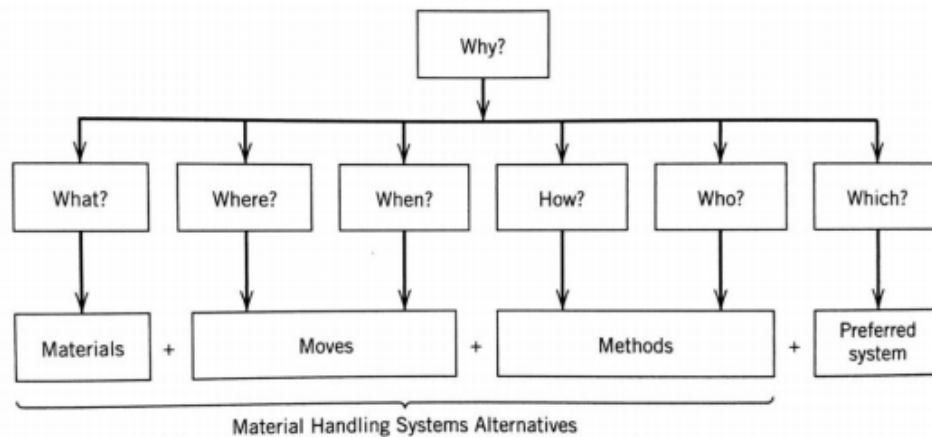 Why?
What?
Where?
When?
How?
Who?
Which?
Materials
+
Moves
+
Methods
+
Preferred
system
Material Handling Systems Alternatives